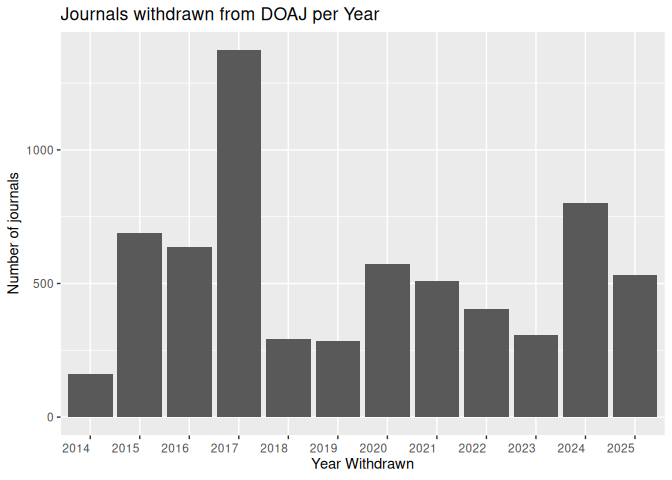 Journals withdrawn from DOAJ per Year
Number of journals
1000
500
0
2014 2015 2016 2017 2018 2019 2020 2021 2022 2023 2024 2025
Year Withdrawn